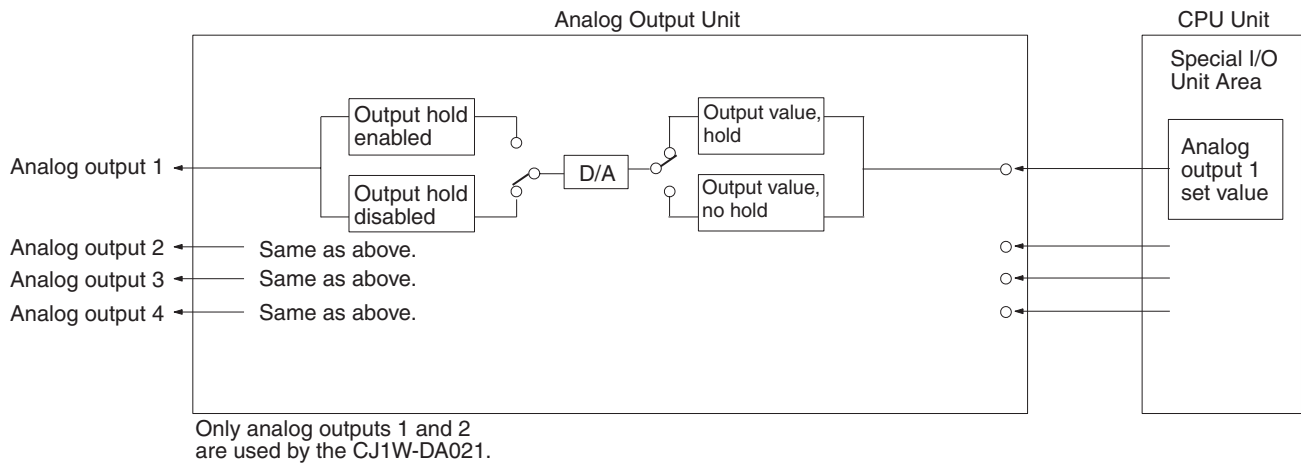 Analog Output Unit
CPU Unit
Special I/O
Unit Area
Output hold
enabled
Output value,
hold
Analog output 1
D/A
Analog
output 1
set value
Output hold
disabled
Output value,
no hold
Analog output 2
Same as above.
Analog output 3
Same as above.
Analog output 4
Same as above.
Only analog outputs 1 and 2
are used by the CJ1W-DA021.